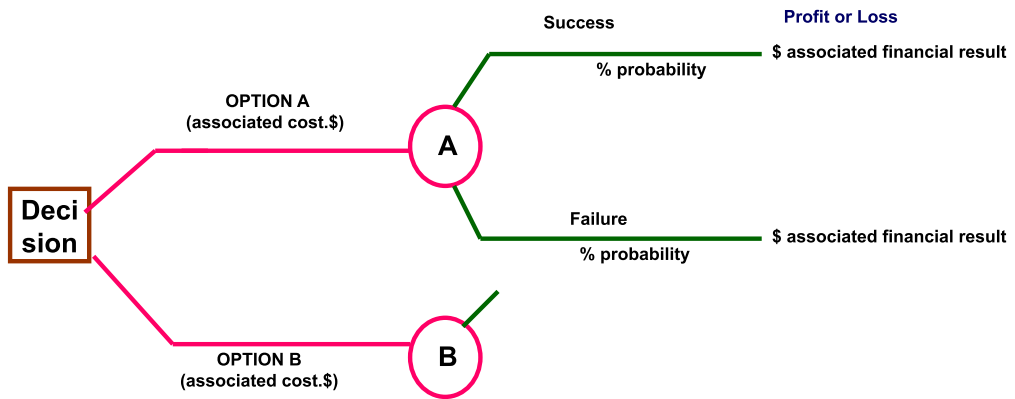 Success
Profit or Loss
$ associated financial result
% probability
OPTION A
(associated cost.$)
A
Deci
sion
Failure
$ associated financial result
% probability
B
OPTION B
(associated cost.$)